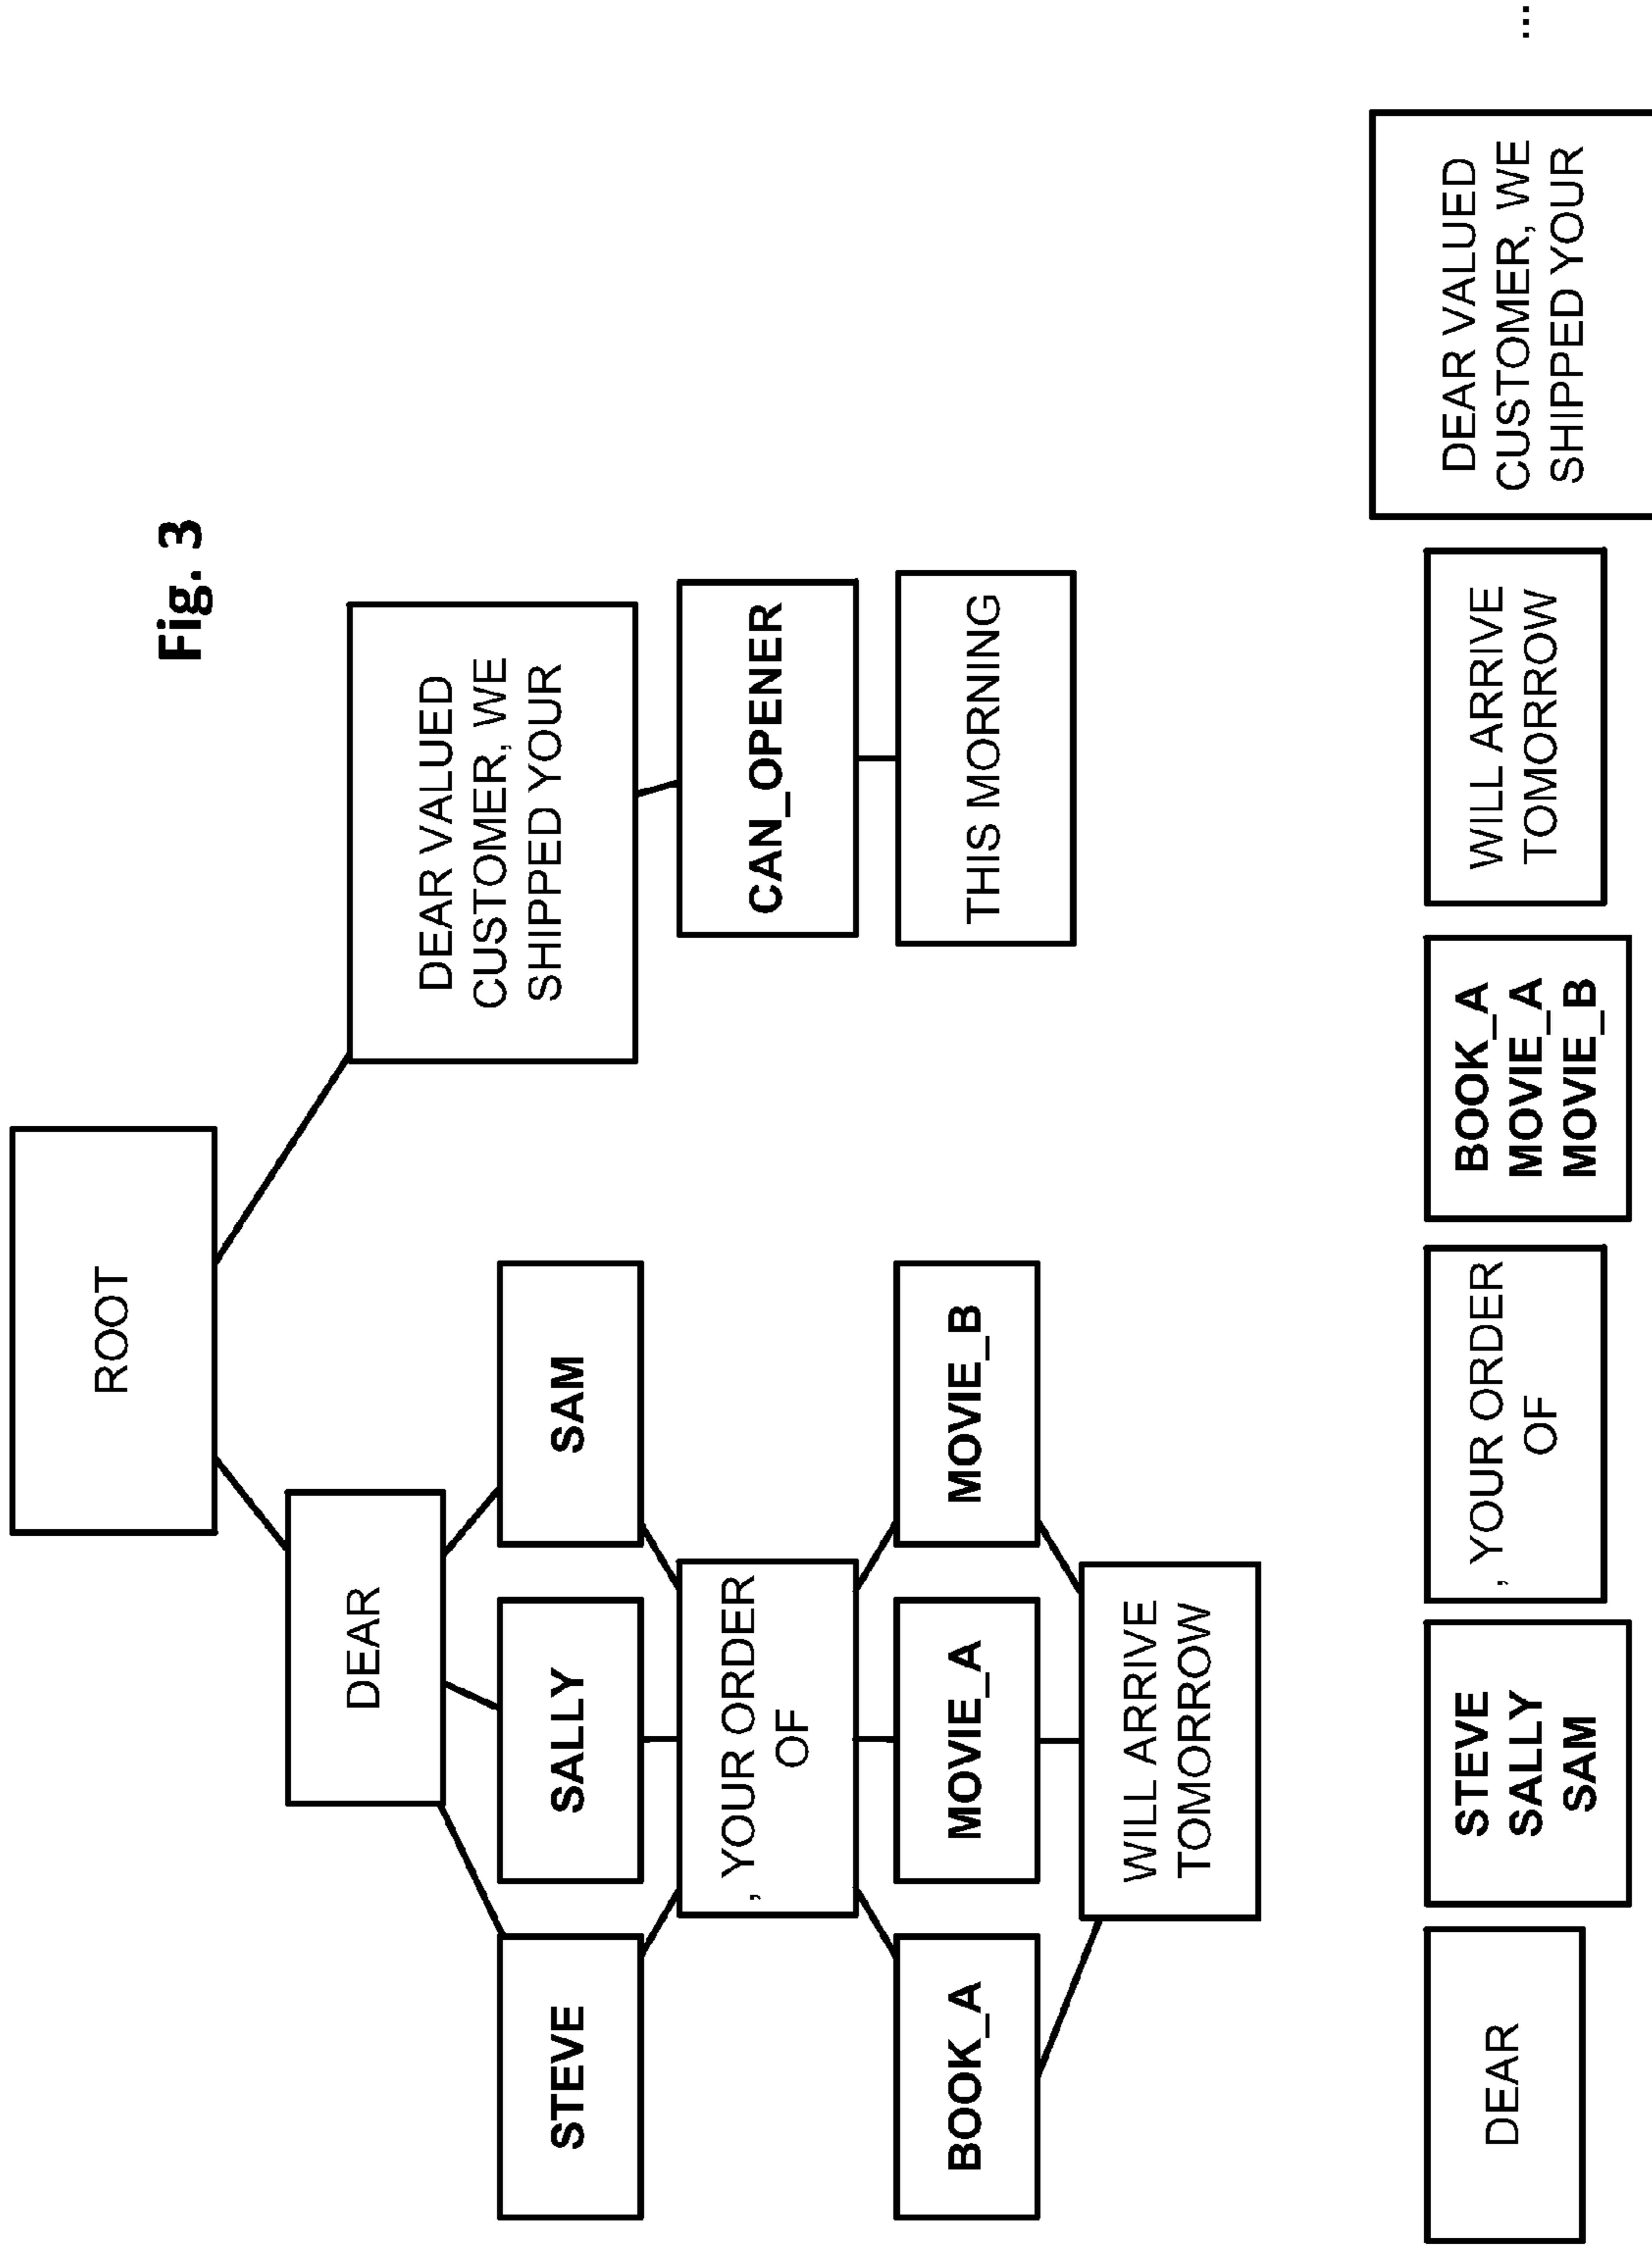 Fig. 3
ROOT
DEAR
DEAR VALUED
CUSTOMER, WE
SHIPPED YOUR
STEVE
SALLY
SAM
CAN_OPENER
, YOUR ORDER
OF
THIS MORNING
BOOK_A
MOVIE_A
MOVIE_B
WILL ARRIVE
TOMORROW
DEAR
STEVE
SALLY
SAM
, YOUR ORDER
OF
BOOK_A
MOVIE_A
MOVIE_B
WILL ARRIVE
TOMORROW
DEAR VALUED
CUSTOMER, WE
SHIPPED YOUR
...